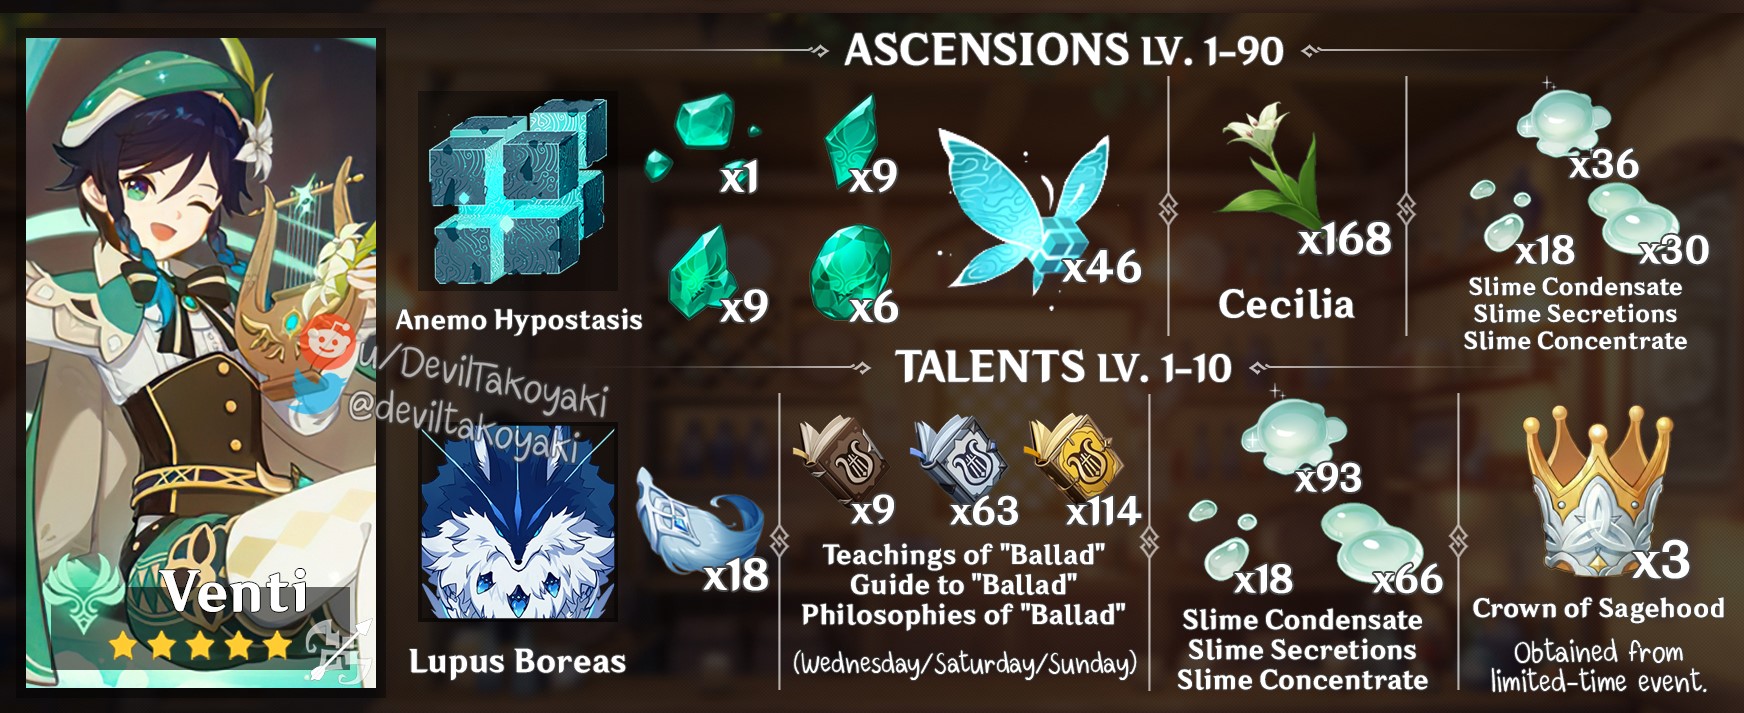 ASCENSIONS LV. 1-90
x1
x9
x9
x6
x46
x168
x36
x18
x30
Anemo Hypostasis
Cecilia
Slime Condensate
Slime Secretions
Slime Concentrate
u/DevilTakoyaki
@deviltakoyaki
TALENTS LV. 1-10
x18
x9
x63
x114
x93
x18
x66
x3
Venti
Lupus Boreas
Teachings of "Ballad"
Guide to "Ballad"
Philosophies of "Ballad"
(Wednesday/Saturday/Sunday)
Slime Condensate
Slime Secretions
Slime Concentrate
Crown of Sagehood
Obtained from
limited-time event.